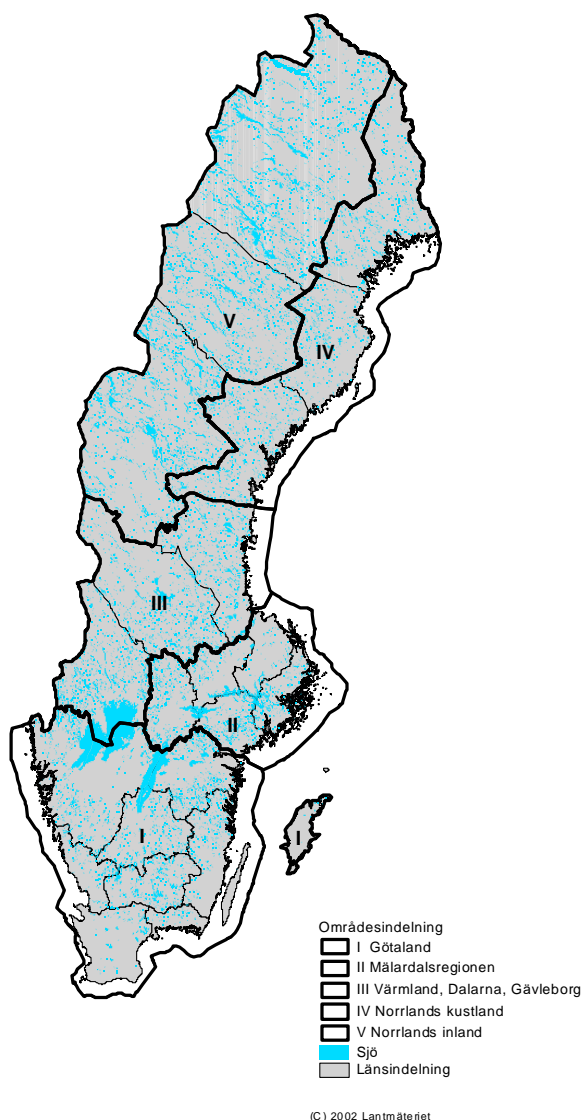 V
IV
III
II
I
I
Områdesindelning
I Götaland
II Mälardalsregionen
III Värmland, Dalarna, Gävleborg
IV Norrlands kustland
V Norrlands inland
Sjö
Länsindelning
(C) 2002 Lantmäteriet